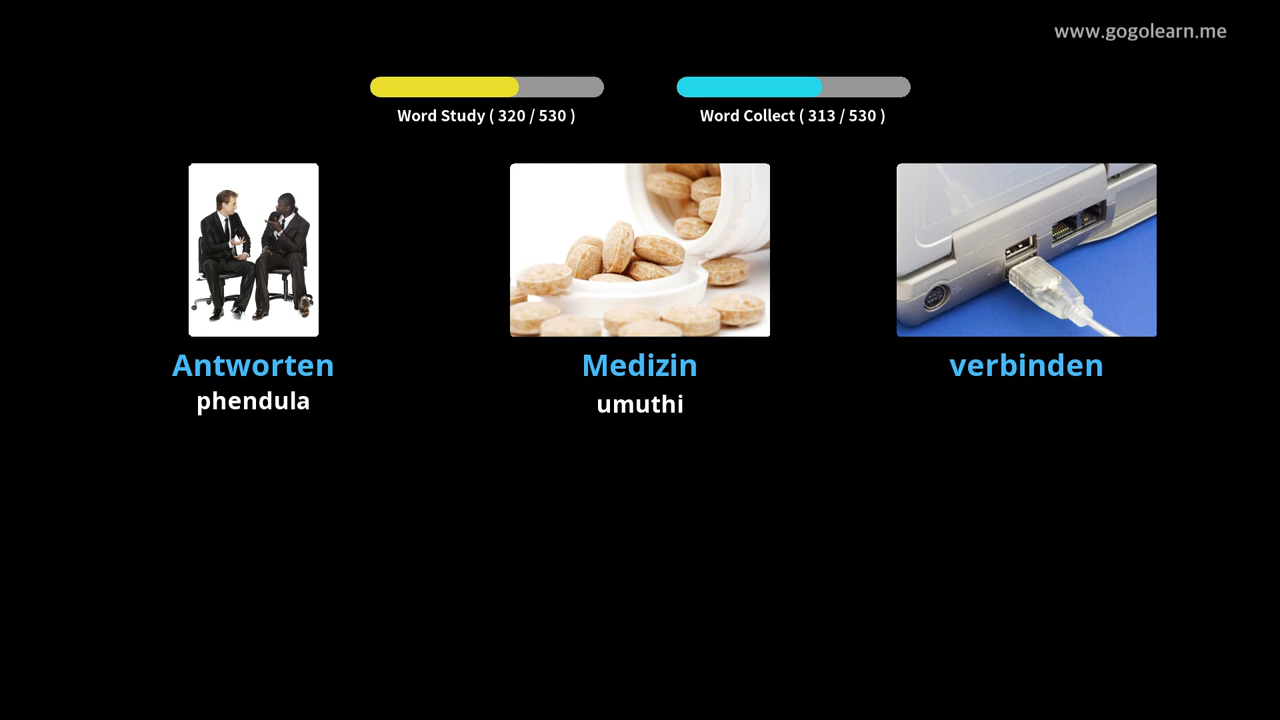 www.gogolearn.me
Word Study ( 320 / 530 )
Word Collect ( 313 / 530 )
Antworten
phendula
Medizin
umuthi
verbinden